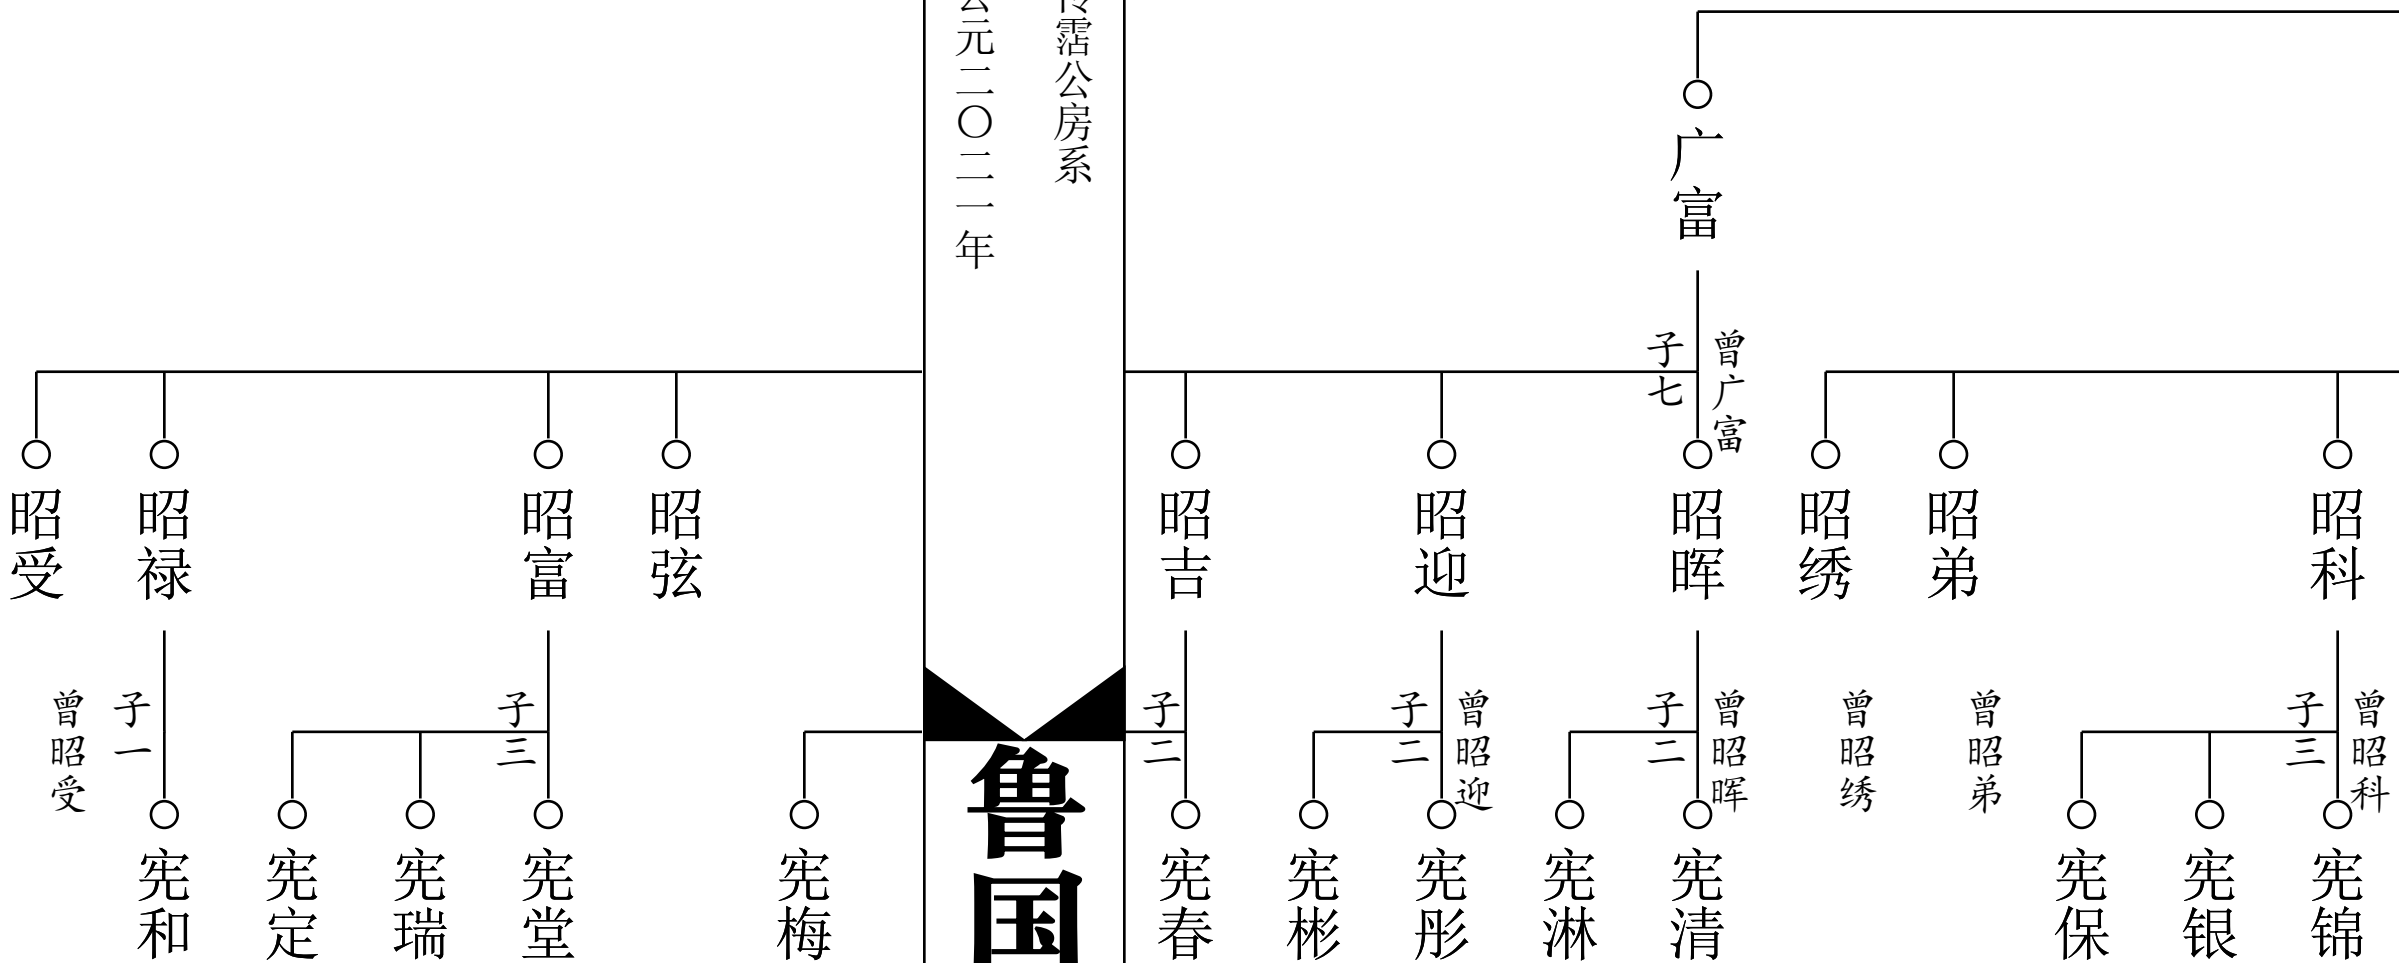 广富
曾广富
子七
昭科
昭弟
昭绣
昭晖
昭迎
昭吉
曾昭科
子三
曾昭弟
曾昭绣
曾昭晖
子二
曾昭迎
子二
子二
宪锦
宪银
宪保
宪清
宪淋
宪彤
宪彬
宪春
霑公房系
公元二〇二一年
鲁国
昭弦
昭富
昭禄
昭受
子三
子一
曾昭受
宪梅
宪堂
宪瑞
宪定
宪和